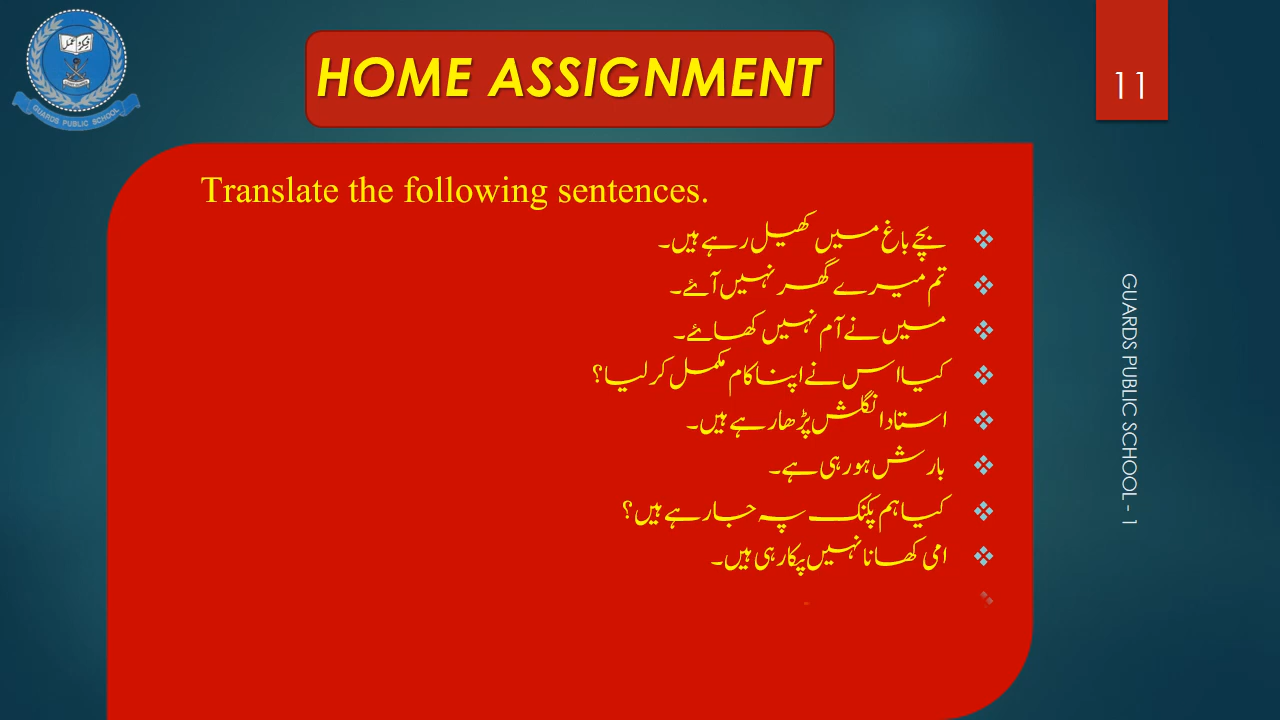 HOME ASSIGNMENT
11
GUARDS PUBLIC SCHOOL
Translate the following sentences.
❖ بچے باغ میں کھیل رہے ہیں۔
❖ تم میرے گھر نہیں آئے۔
❖ میں نے آم نہیں کھائے۔
❖ کیا اس نے اپنا کام مکمل کر لیا؟
❖ استاد انگلش پڑھا رہے ہیں۔
❖ بارش ہو رہی ہے۔
❖ کیا ہم پکنک پہ جا رہے ہیں؟
❖ امی کھانا نہیں پکا رہی ہیں۔
GUARDS PUBLIC SCHOOL - 1